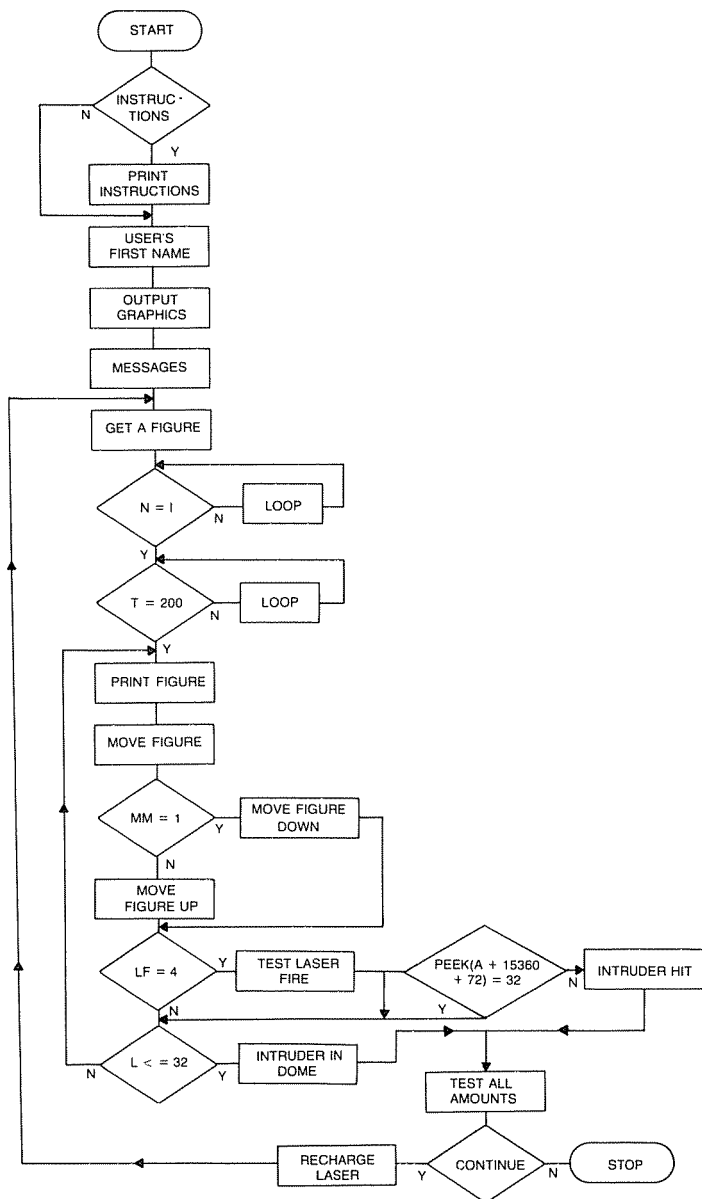 START
INSTRUC-
TIONS
N
Y
PRINT
INSTRUCTIONS
USER'S
FIRST NAME
OUTPUT
GRAPHICS
MESSAGES
GET A FIGURE
N = I
N
LOOP
Y
T = 200
N
LOOP
Y
PRINT FIGURE
MOVE FIGURE
MM = 1
Y
MOVE FIGURE
DOWN
N
MOVE
FIGURE UP
LF = 4
Y
TEST LASER
FIRE
PEEK(A + 15360
+ 72) = 32
N
INTRUDER HIT
Y
N
L < = 32
N
Y
INTRUDER IN
DOME
TEST ALL
AMOUNTS
CONTINUE
Y
RECHARGE
LASER
N
STOP